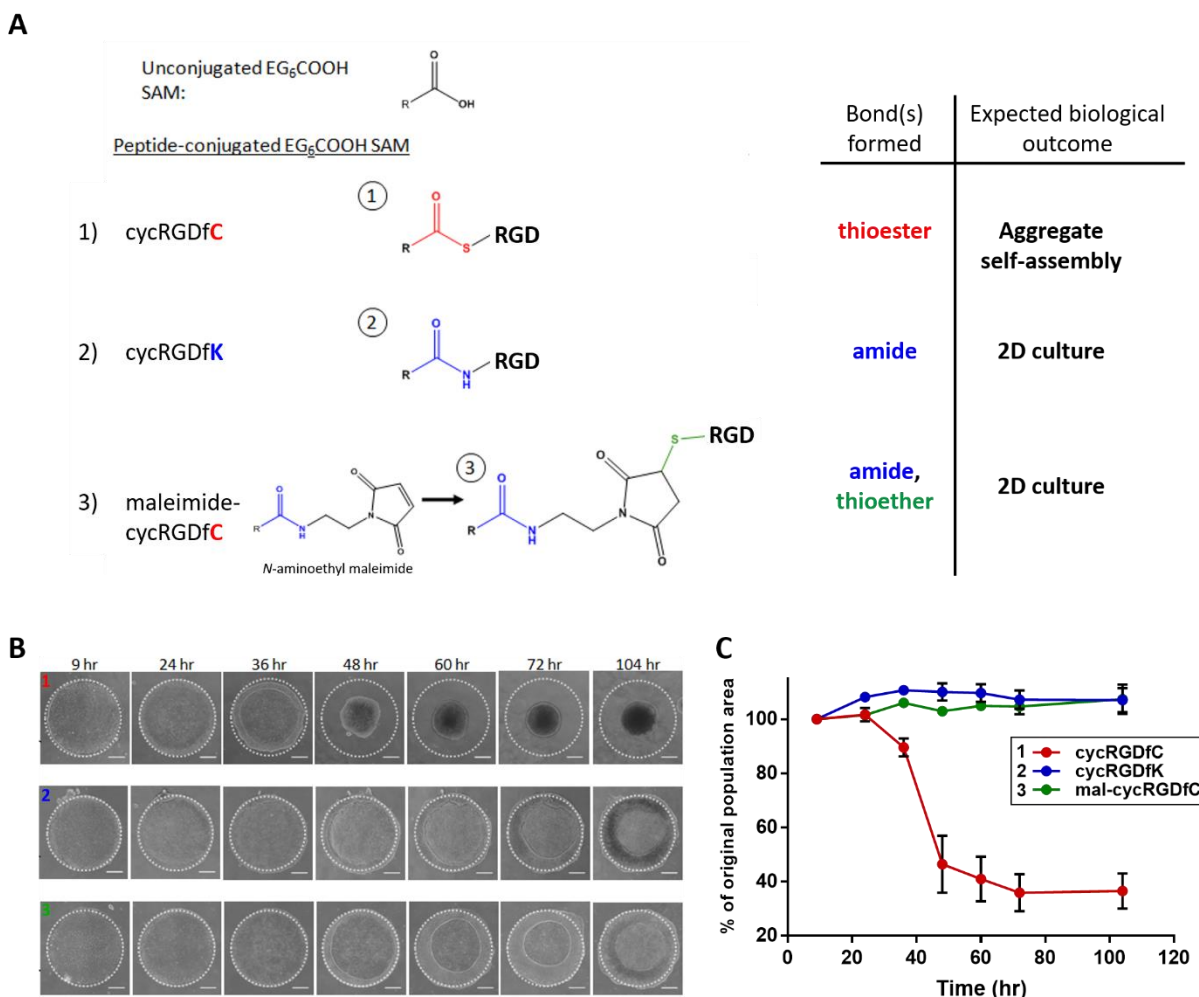 A
Unconjugated EG₆COOH
SAM:
O
R
OH
Peptide-conjugated EG₆COOH SAM
Bond(s)
formed
Expected biological
outcome
1) cycRGDfC
1
O
R
S
RGD
thioester
Aggregate
self-assembly
2) cycRGDfK
2
O
R
N
H
RGD
amide
2D culture
3) maleimide-
cycRGDfC
O
R
N
H
N
O
O
N-aminoethyl maleimide
3
O
R
N
H
N
O
O
S
RGD
amide,
thioether
2D culture
B
9 hr 24 hr 36 hr 48 hr 60 hr 72 hr 104 hr
1
2
3
C
% of original population area
100
80
60
40
20
0 20 40 60 80 100 120
Time (hr)
1 cycRGDfC
2 cycRGDfK
3 mal-cycRGDfC